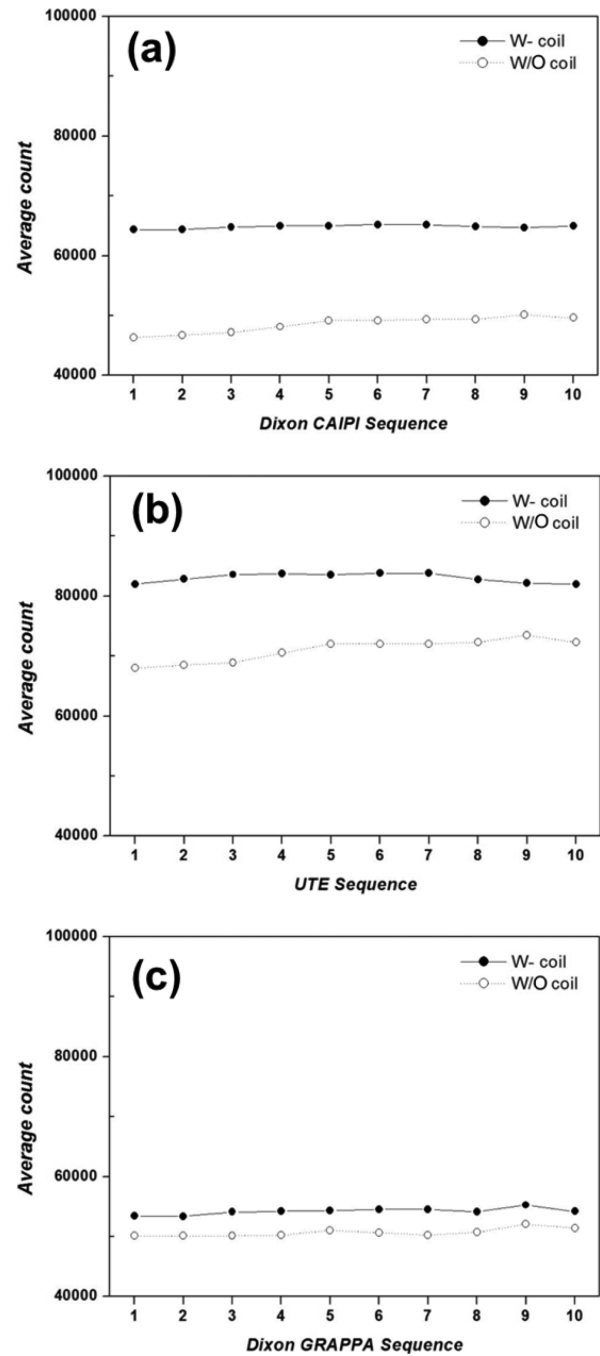 (a)
W- coil
W/O coil
100000
80000
60000
40000
Average count
1 2 3 4 5 6 7 8 9 10
Dixon CAIPI Sequence
(b)
W- coil
W/O coil
100000
80000
60000
40000
Average count
1 2 3 4 5 6 7 8 9 10
UTE Sequence
(c)
W- coil
W/O coil
100000
80000
60000
40000
Average count
1 2 3 4 5 6 7 8 9 10
Dixon GRAPPA Sequence